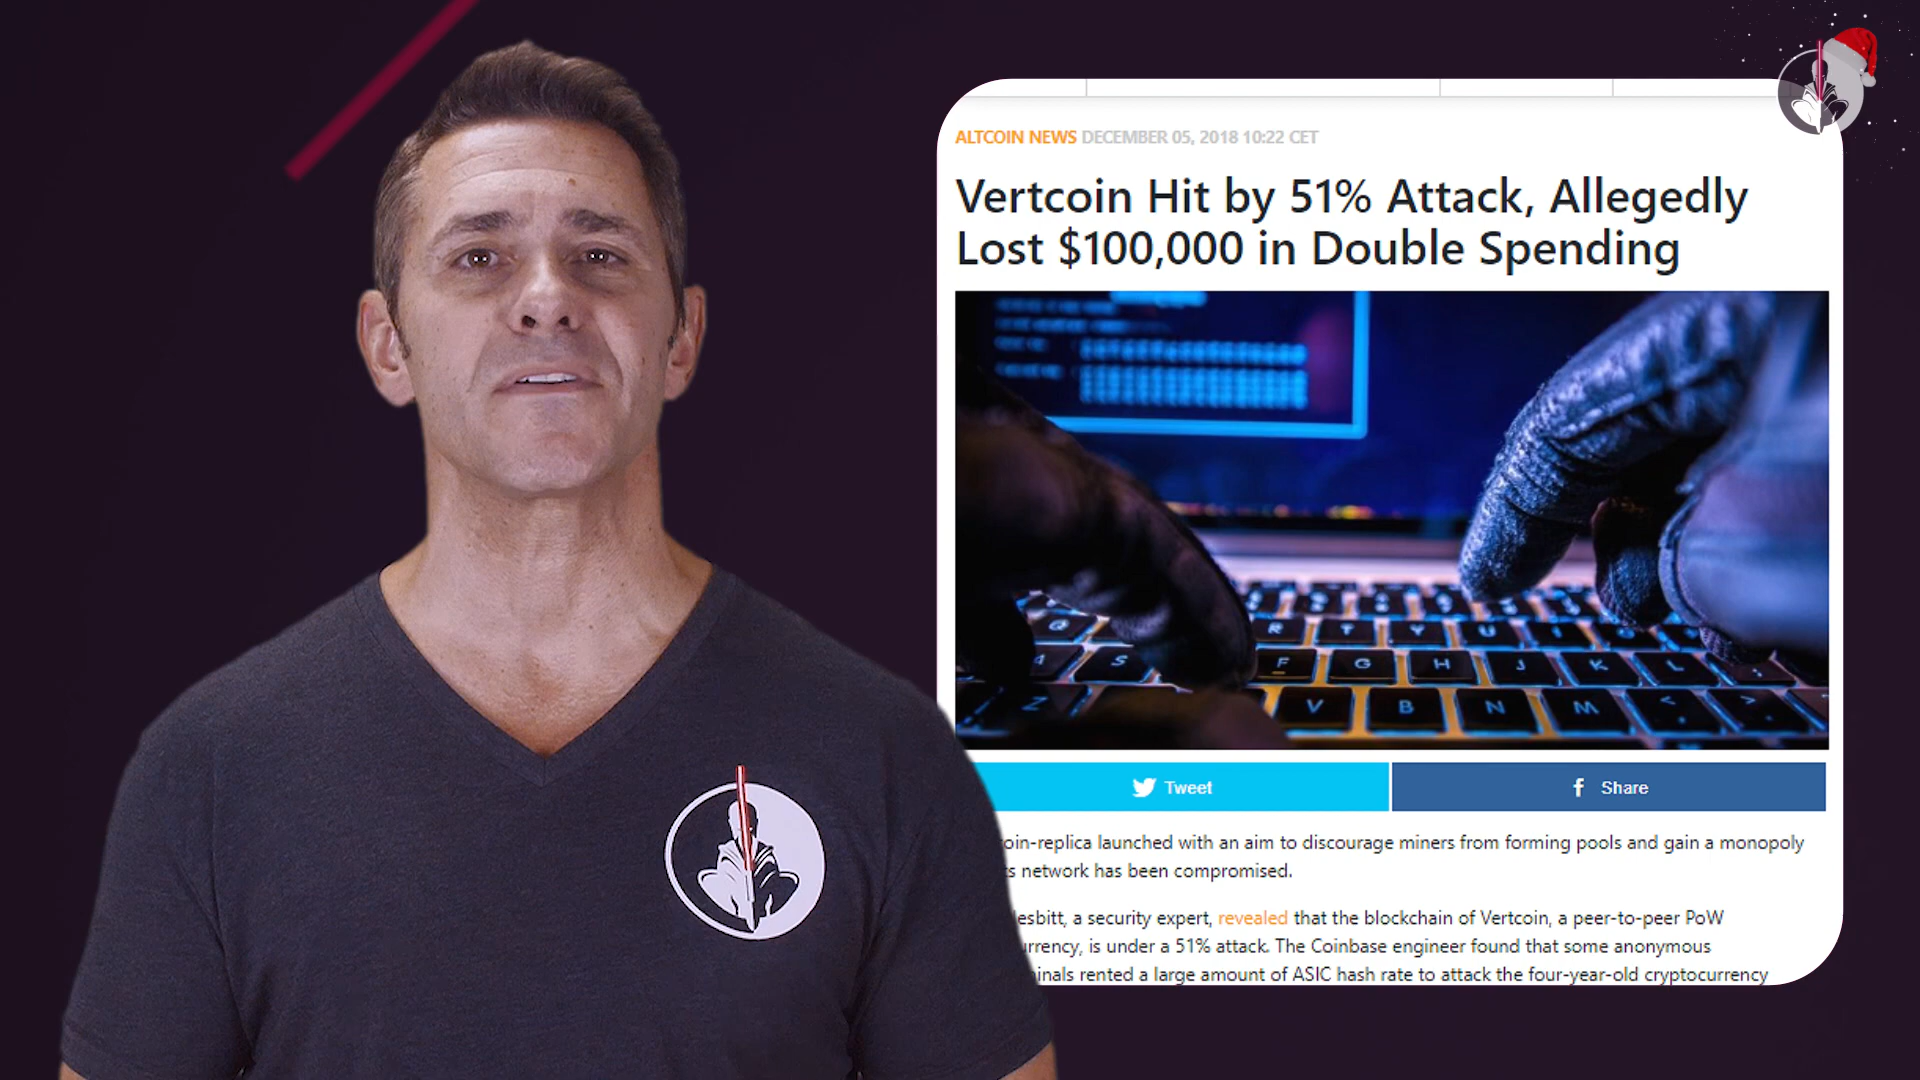 ALTCOIN NEWS DECEMBER 05, 2018 10:22 CET
Vertcoin Hit by 51% Attack, Allegedly
Lost $100,000 in Double Spending
R T Y U
S F G H J K L
Z V B N M
Tweet
Share
coin-replica launched with an aim to discourage miners from forming pools and gain a monopoly
network has been compromised.
esbitt, a security expert, revealed that the blockchain of Vertcoin, a peer-to-peer PoW
urrency, is under a 51% attack. The Coinbase engineer found that some anonymous
inals rented a large amount of ASIC hash rate to attack the four-year-old cryptocurrency